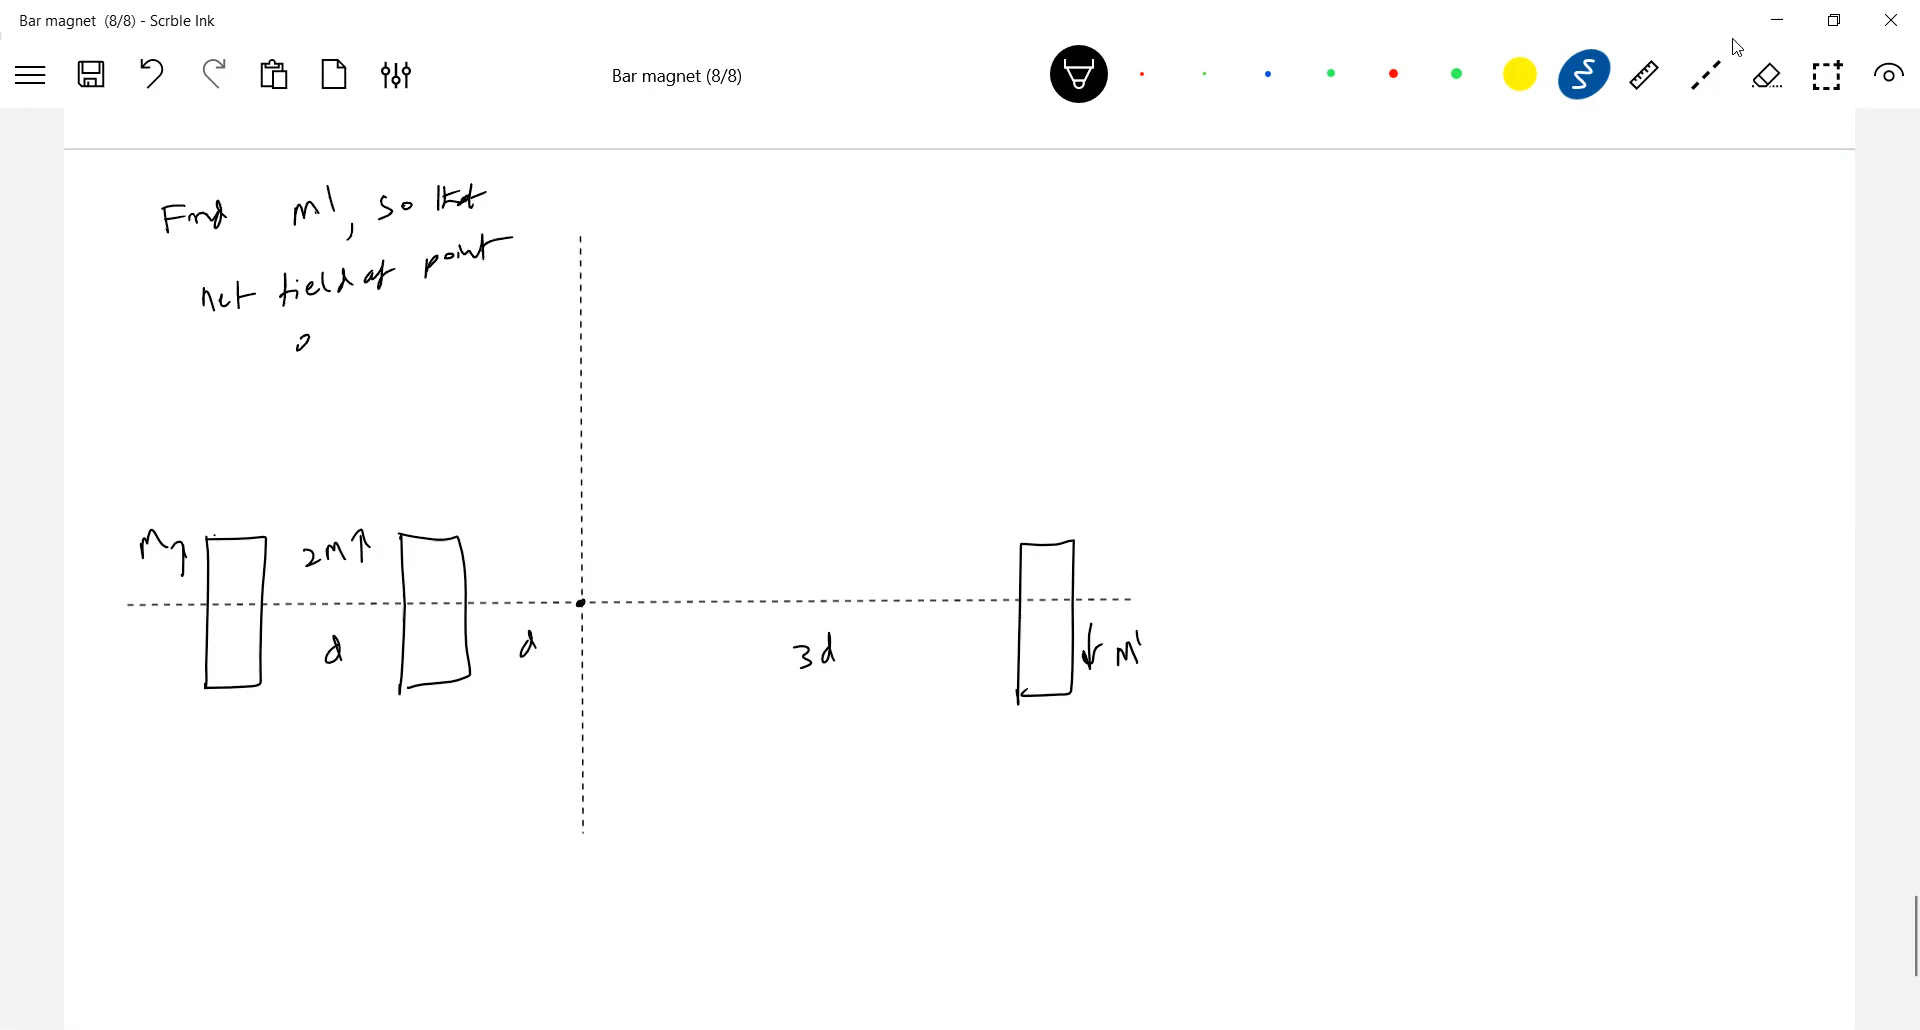 Bar magnet (8/8) - Scrble Ink
Bar magnet (8/8)
Find m', so that
net field at point
0
M↑ 2M↑
d d 3d ↓ M'